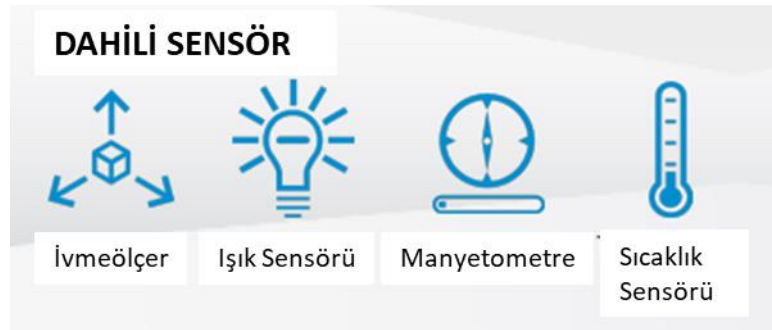 DAHİLİ SENSÖR
İvmeölçer
Işık Sensörü
Manyetometre
Sıcaklık
Sensörü